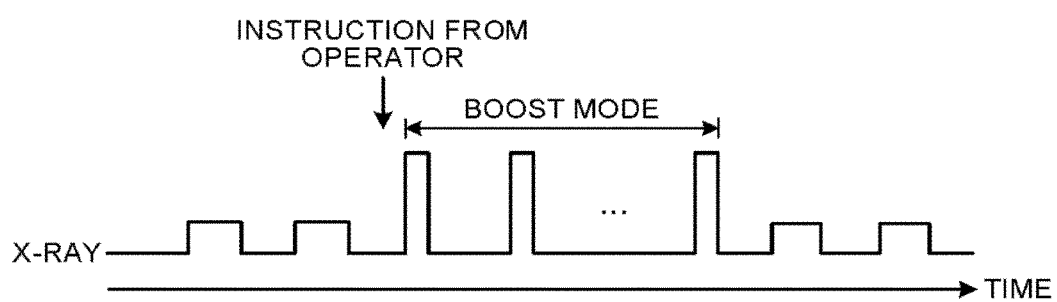 INSTRUCTION FROM
OPERATOR
BOOST MODE
...
X-RAY
TIME